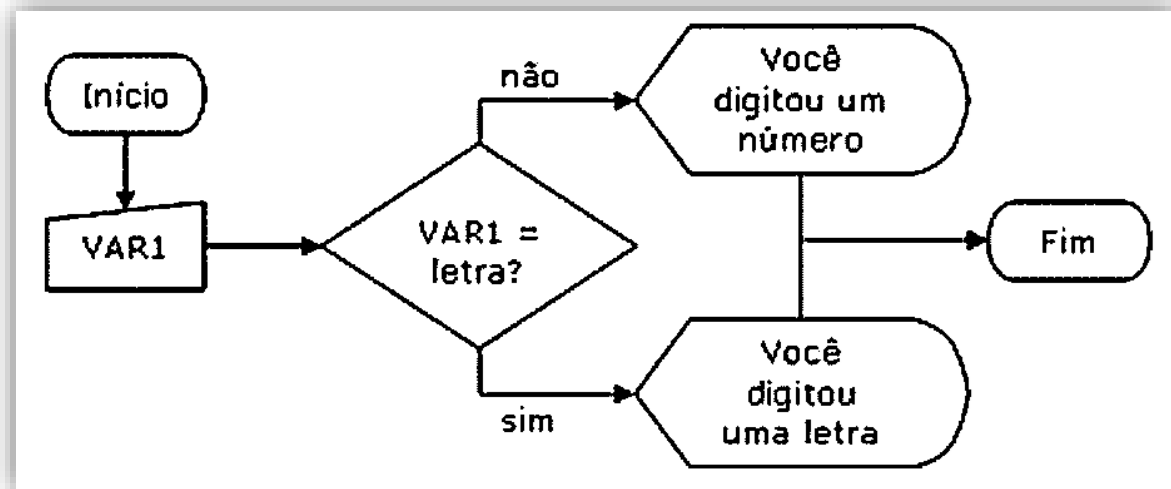 Início
VAR1
VAR1 =
letra?
não
sim
Você
digitou um
número
Você
digitou
uma letra
Fim